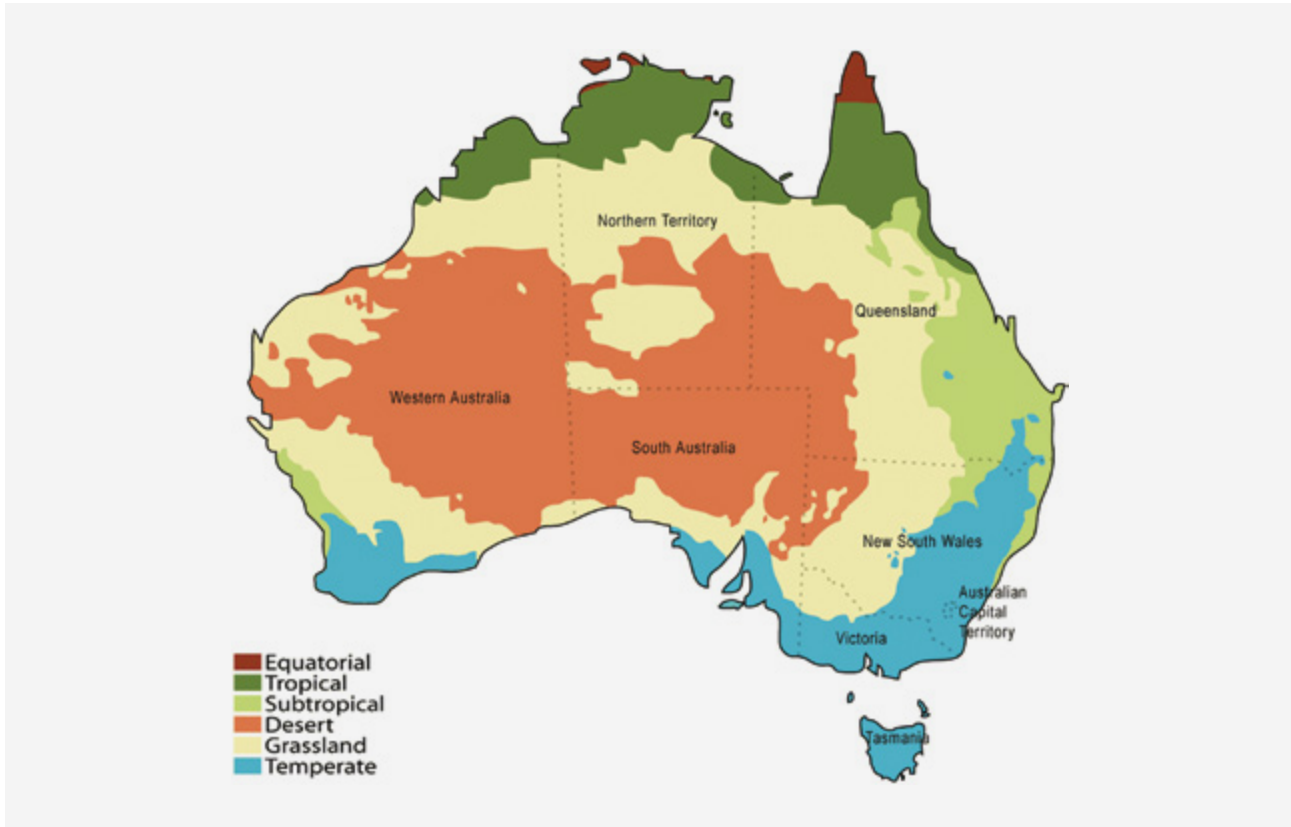 Northern Territory
Queensland
Western Australia
South Australia
New South Wales
Australian
Capital
Territory
Victoria
Tasmania
Equatorial
Tropical
Subtropical
Desert
Grassland
Temperate